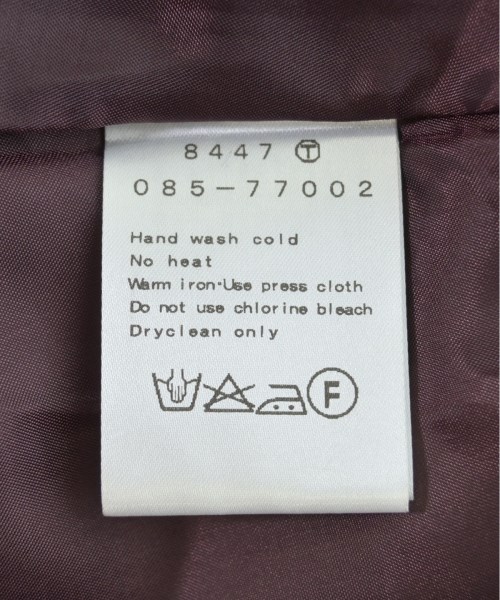 8447 Ⓣ
085-77002
Hand wash cold
No heat
Warm iron·Use press cloth
Do not use chlorine bleach
Dryclean only
F